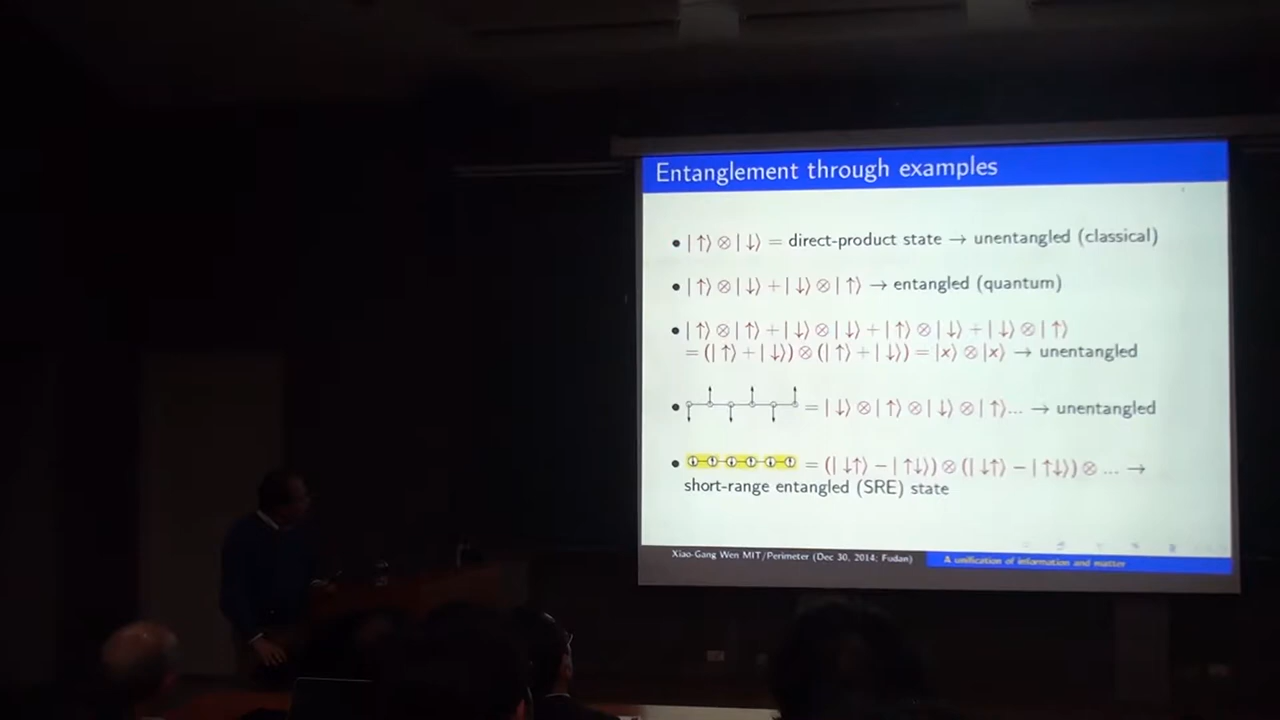 Entanglement through examples
• |↑⟩ ⊗ |↓⟩ = direct-product state → unentangled (classical)
• |↑⟩ ⊗ |↓⟩ + |↓⟩ ⊗ |↑⟩ → entangled (quantum)
• |↑⟩ ⊗ |↑⟩ + |↓⟩ ⊗ |↓⟩ + |↑⟩ ⊗ |↓⟩ + |↓⟩ ⊗ |↑⟩
= (|↑⟩ + |↓⟩) ⊗ (|↑⟩ + |↓⟩) = |x⟩ ⊗ |x⟩ → unentangled
• = |↓⟩ ⊗ |↑⟩ ⊗ |↓⟩ ⊗ |↑⟩... → unentangled
• = (|↓↑⟩ − |↑↓⟩) ⊗ (|↓↑⟩ − |↑↓⟩) ⊗ ... →
short-range entangled (SRE) state
Xiao-Gang Wen MIT/Perimeter (Dec 30, 2014; Fudan) A unification of information and matter